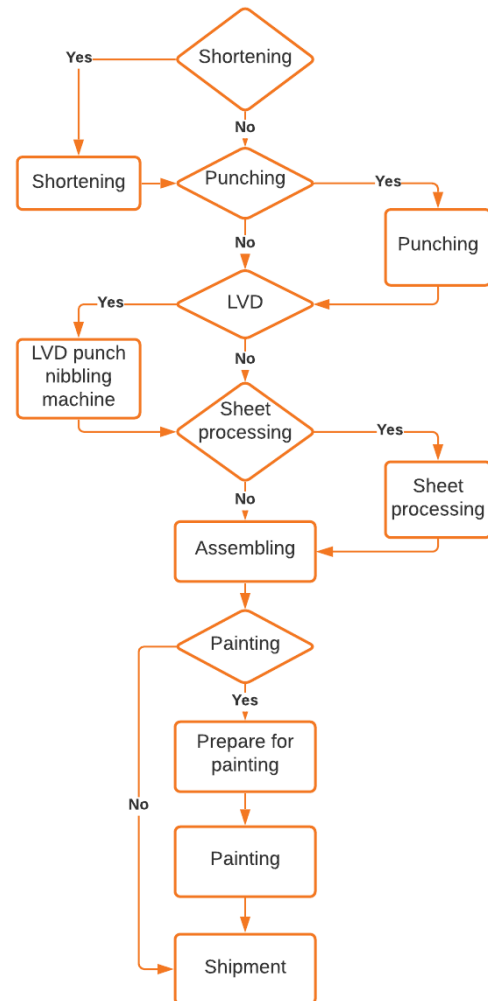 Shortening
Yes
No
Shortening
Punching
Yes
Punching
No
LVD
Yes
LVD punch
nibbling
machine
No
Sheet
processing
Yes
Sheet
processing
No
Assembling
Painting
Yes
Prepare for
painting
No
Painting
Shipment